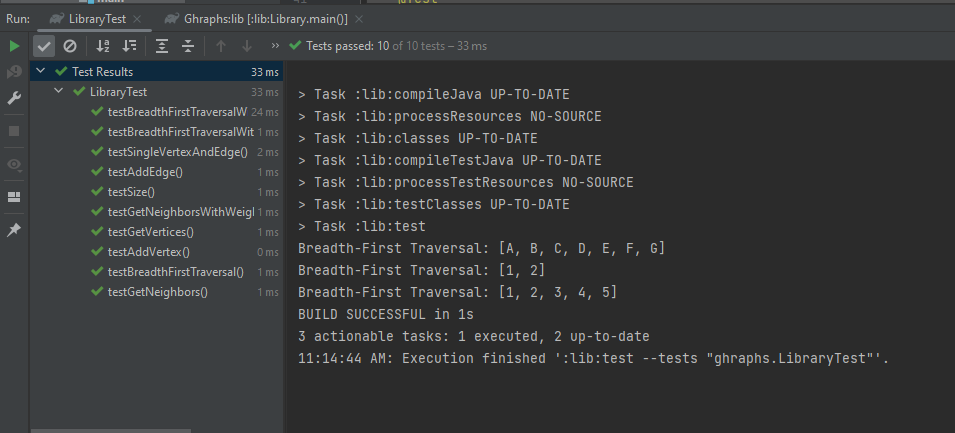 main
@Test
Run: LibraryTest Ghraphs:lib [:lib:Library.main()]
Tests passed: 10 of 10 tests – 33 ms
Test Results 33 ms
LibraryTest 33 ms
testBreadthFirstTraversalW 24 ms
testBreadthFirstTraversalWit 1 ms
testSingleVertexAndEdge() 2 ms
testAddEdge() 1 ms
testSize() 1 ms
testGetNeighborsWithWeigl 1 ms
testGetVertices() 1 ms
testAddVertex() 0 ms
testBreadthFirstTraversal() 1 ms
testGetNeighbors() 1 ms
> Task :lib:compileJava UP-TO-DATE
> Task :lib:processResources NO-SOURCE
> Task :lib:classes UP-TO-DATE
> Task :lib:compileTestJava UP-TO-DATE
> Task :lib:processTestResources NO-SOURCE
> Task :lib:testClasses UP-TO-DATE
> Task :lib:test
Breadth-First Traversal: [A, B, C, D, E, F, G]
Breadth-First Traversal: [1, 2]
Breadth-First Traversal: [1, 2, 3, 4, 5]
BUILD SUCCESSFUL in 1s
3 actionable tasks: 1 executed, 2 up-to-date
11:14:44 AM: Execution finished ':lib:test --tests "ghraphs.LibraryTest"'.